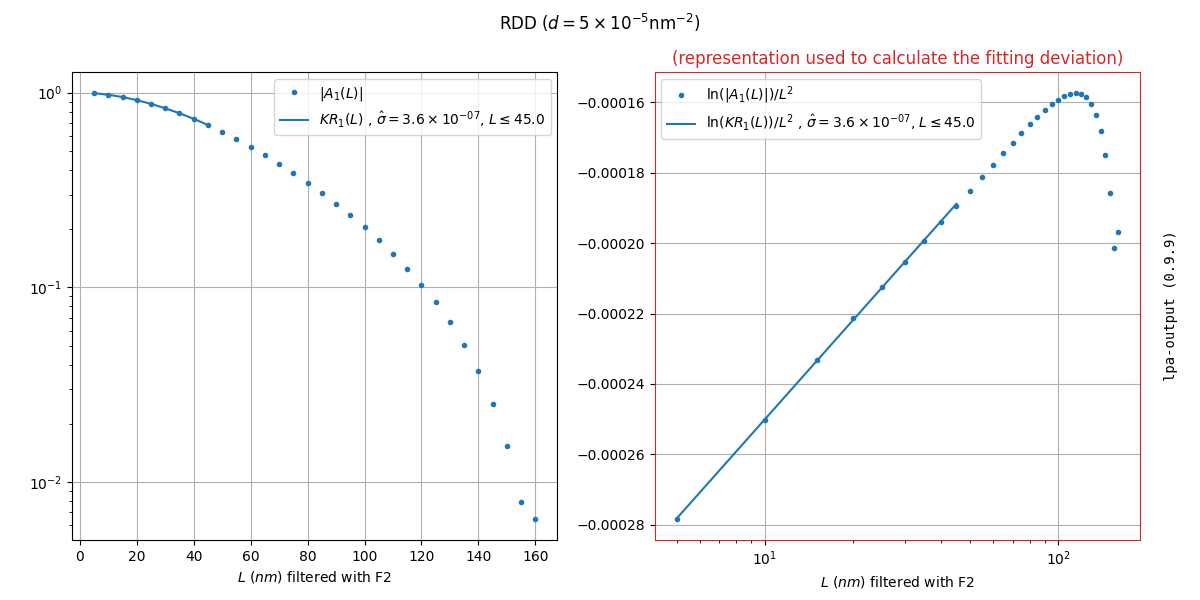 RDD (d = 5 × 10⁻⁵nm⁻²)
(representation used to calculate the fitting deviation)
|A₁(L)|
KR₁(L) , σ̂ = 3.6 × 10⁻⁰⁷, L ≤ 45.0
10⁰
10⁻¹
10⁻²
0 20 40 60 80 100 120 140 160
L (nm) filtered with F2
ln(|A₁(L)|)/L²
ln(KR₁(L))/L² , σ̂ = 3.6 × 10⁻⁰⁷, L ≤ 45.0
−0.00016
−0.00018
−0.00020
−0.00022
−0.00024
−0.00026
−0.00028
10¹ 10²
L (nm) filtered with F2
lpa-output (0.9.9)